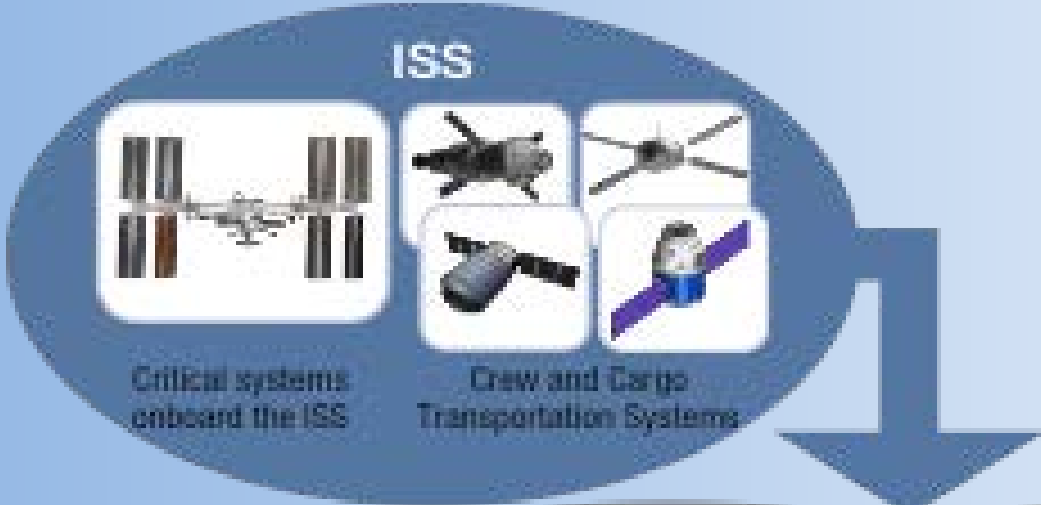 ISS
Critical systems
onboard the ISS
Crew and Cargo
Transportation Systems